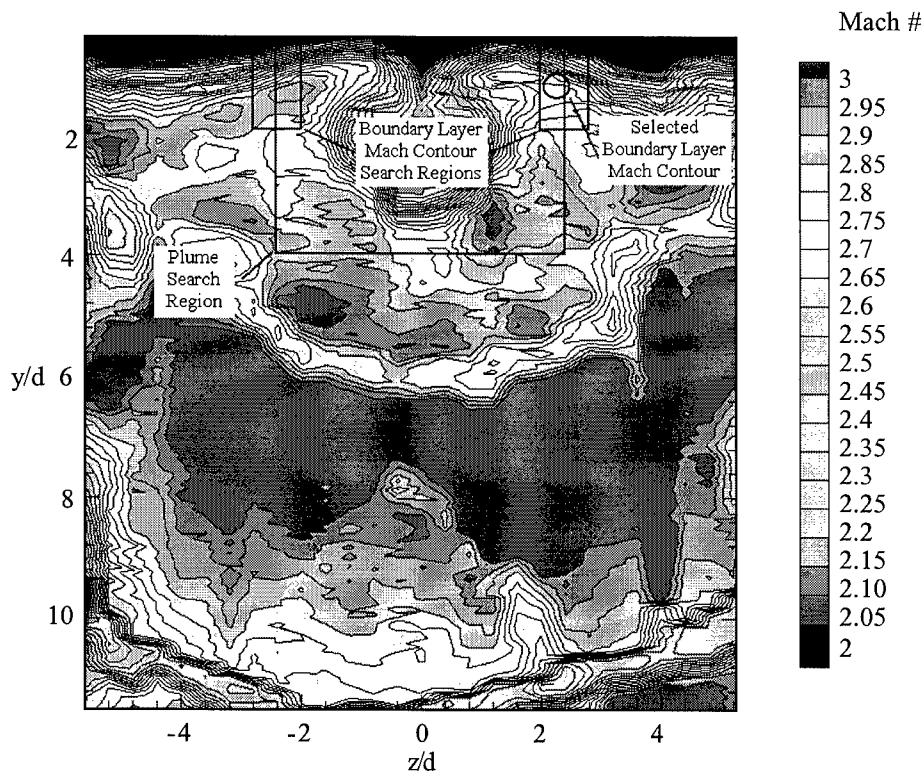 Mach #
3
2.95
2.9
2.85
2.8
2.75
2.7
2.65
2.6
2.55
2.5
2.45
2.4
2.35
2.3
2.25
2.2
2.15
2.10
2.05
2
Boundary Layer
Mach Contour
Search Regions
Selected
Boundary Layer
Mach Contour
Plume
Search
Region
y/d
2
4
6
8
10
-4
-2
0
2
4
z/d